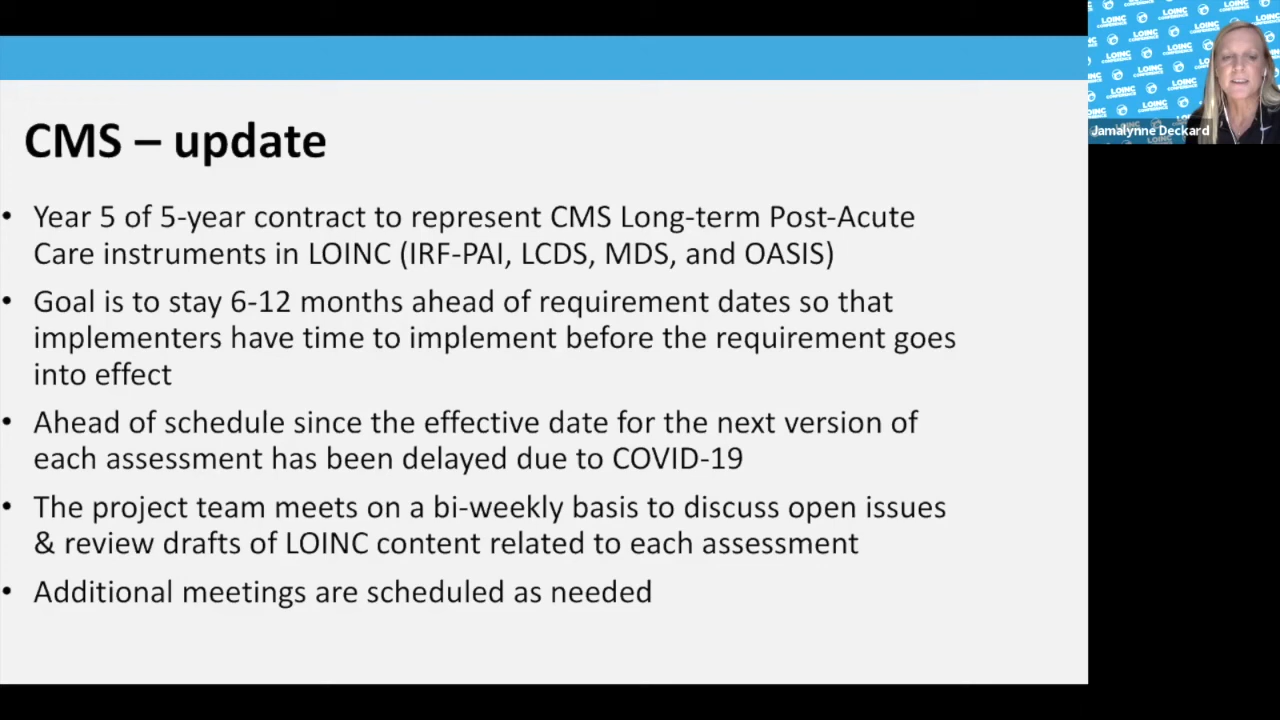 CMS – update
• Year 5 of 5-year contract to represent CMS Long-term Post-Acute
Care instruments in LOINC (IRF-PAI, LCDS, MDS, and OASIS)
• Goal is to stay 6-12 months ahead of requirement dates so that
implementers have time to implement before the requirement goes
into effect
• Ahead of schedule since the effective date for the next version of
each assessment has been delayed due to COVID-19
• The project team meets on a bi-weekly basis to discuss open issues
& review drafts of LOINC content related to each assessment
• Additional meetings are scheduled as needed
LOINC
CONFERENCE
Jamalynne Deckard